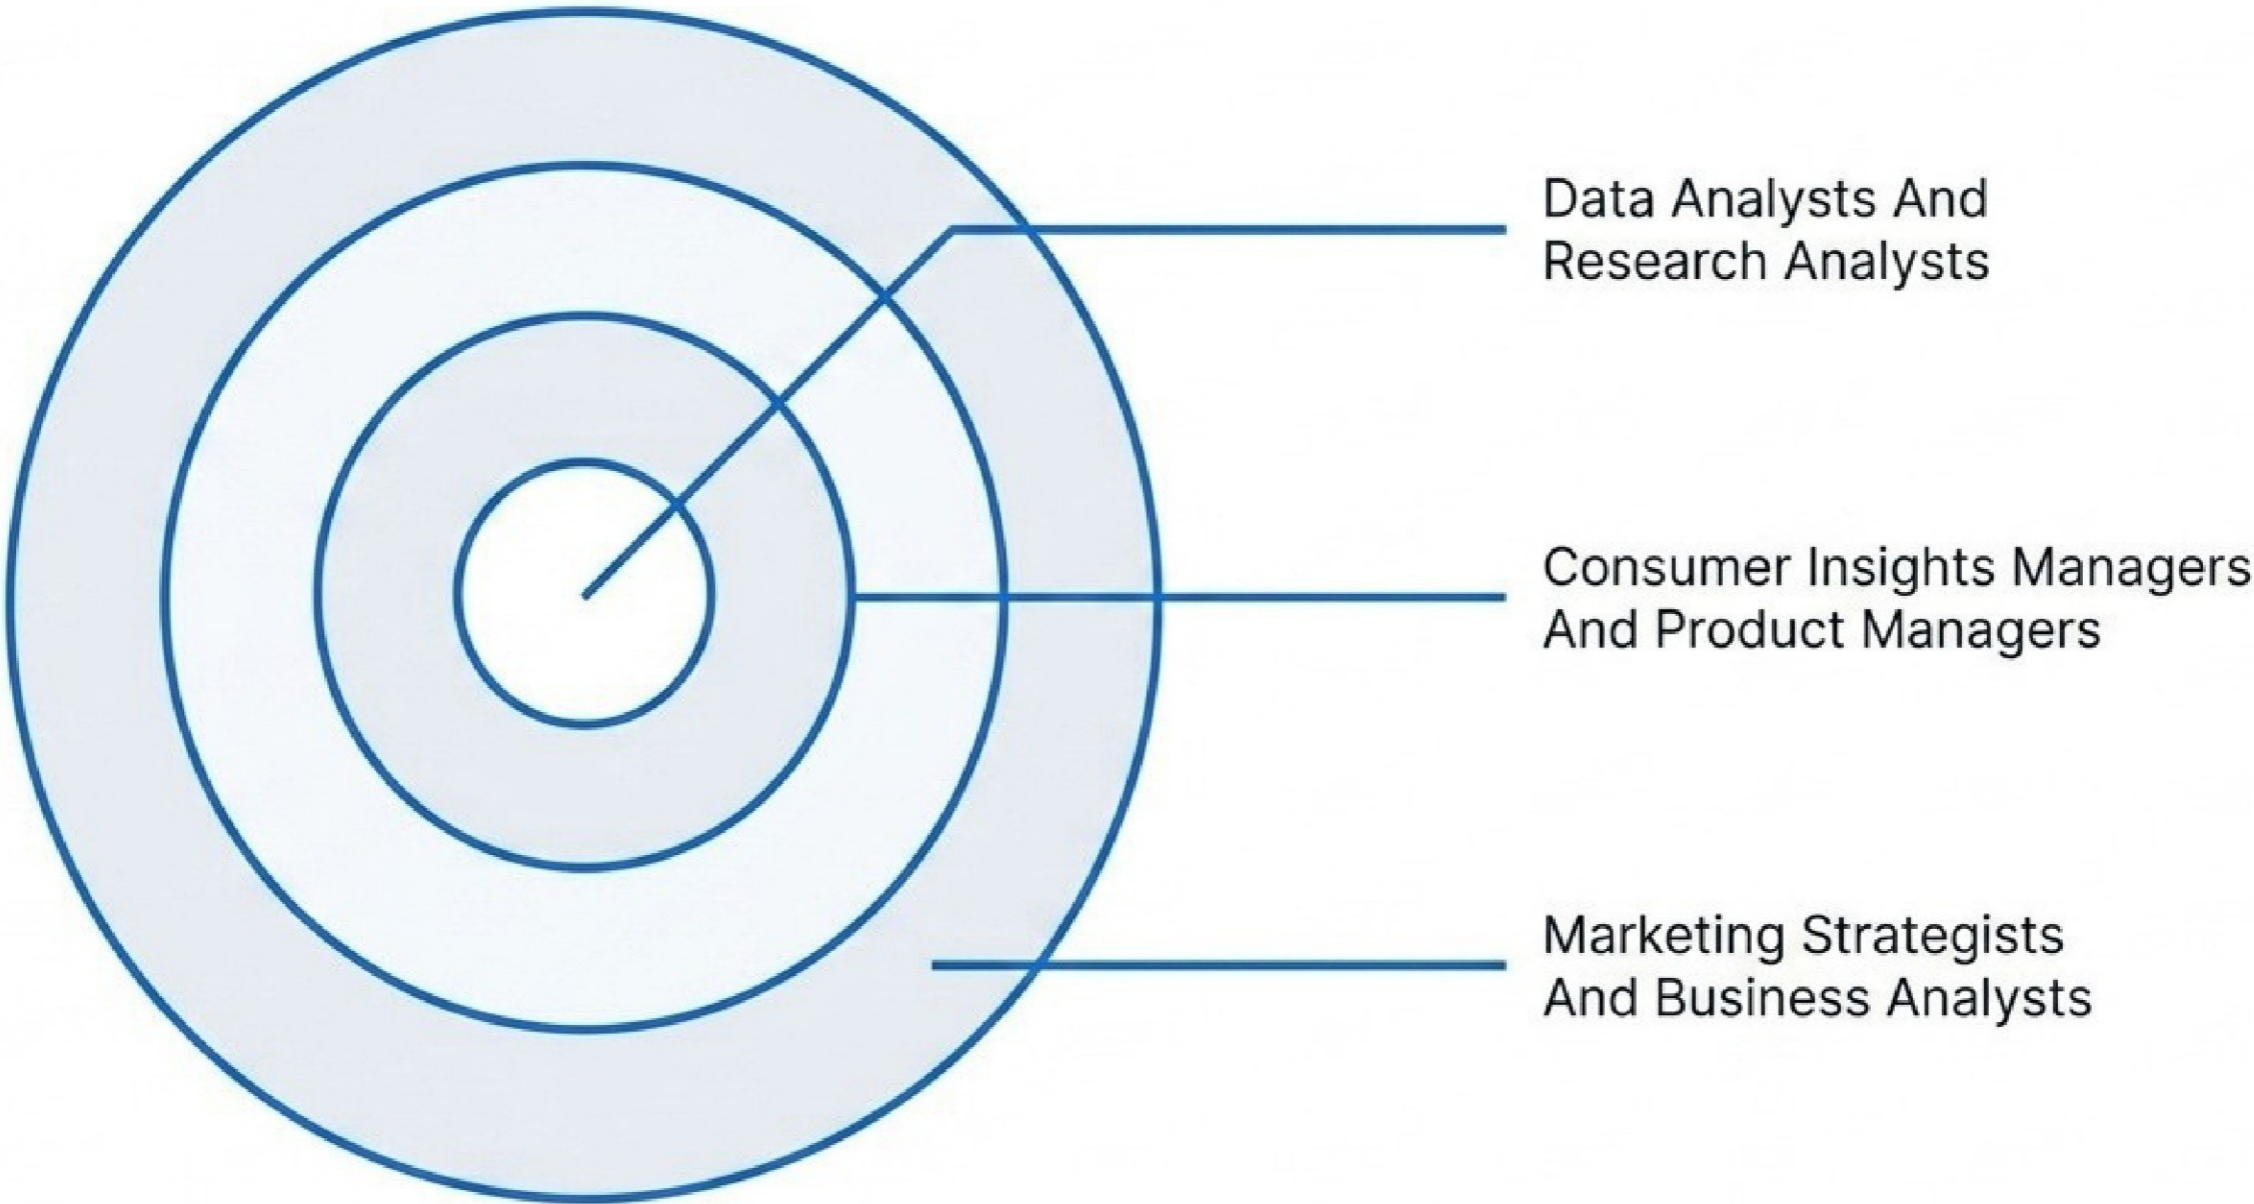 Data Analysts And
Research Analysts
Consumer Insights Managers
And Product Managers
Marketing Strategists
And Business Analysts